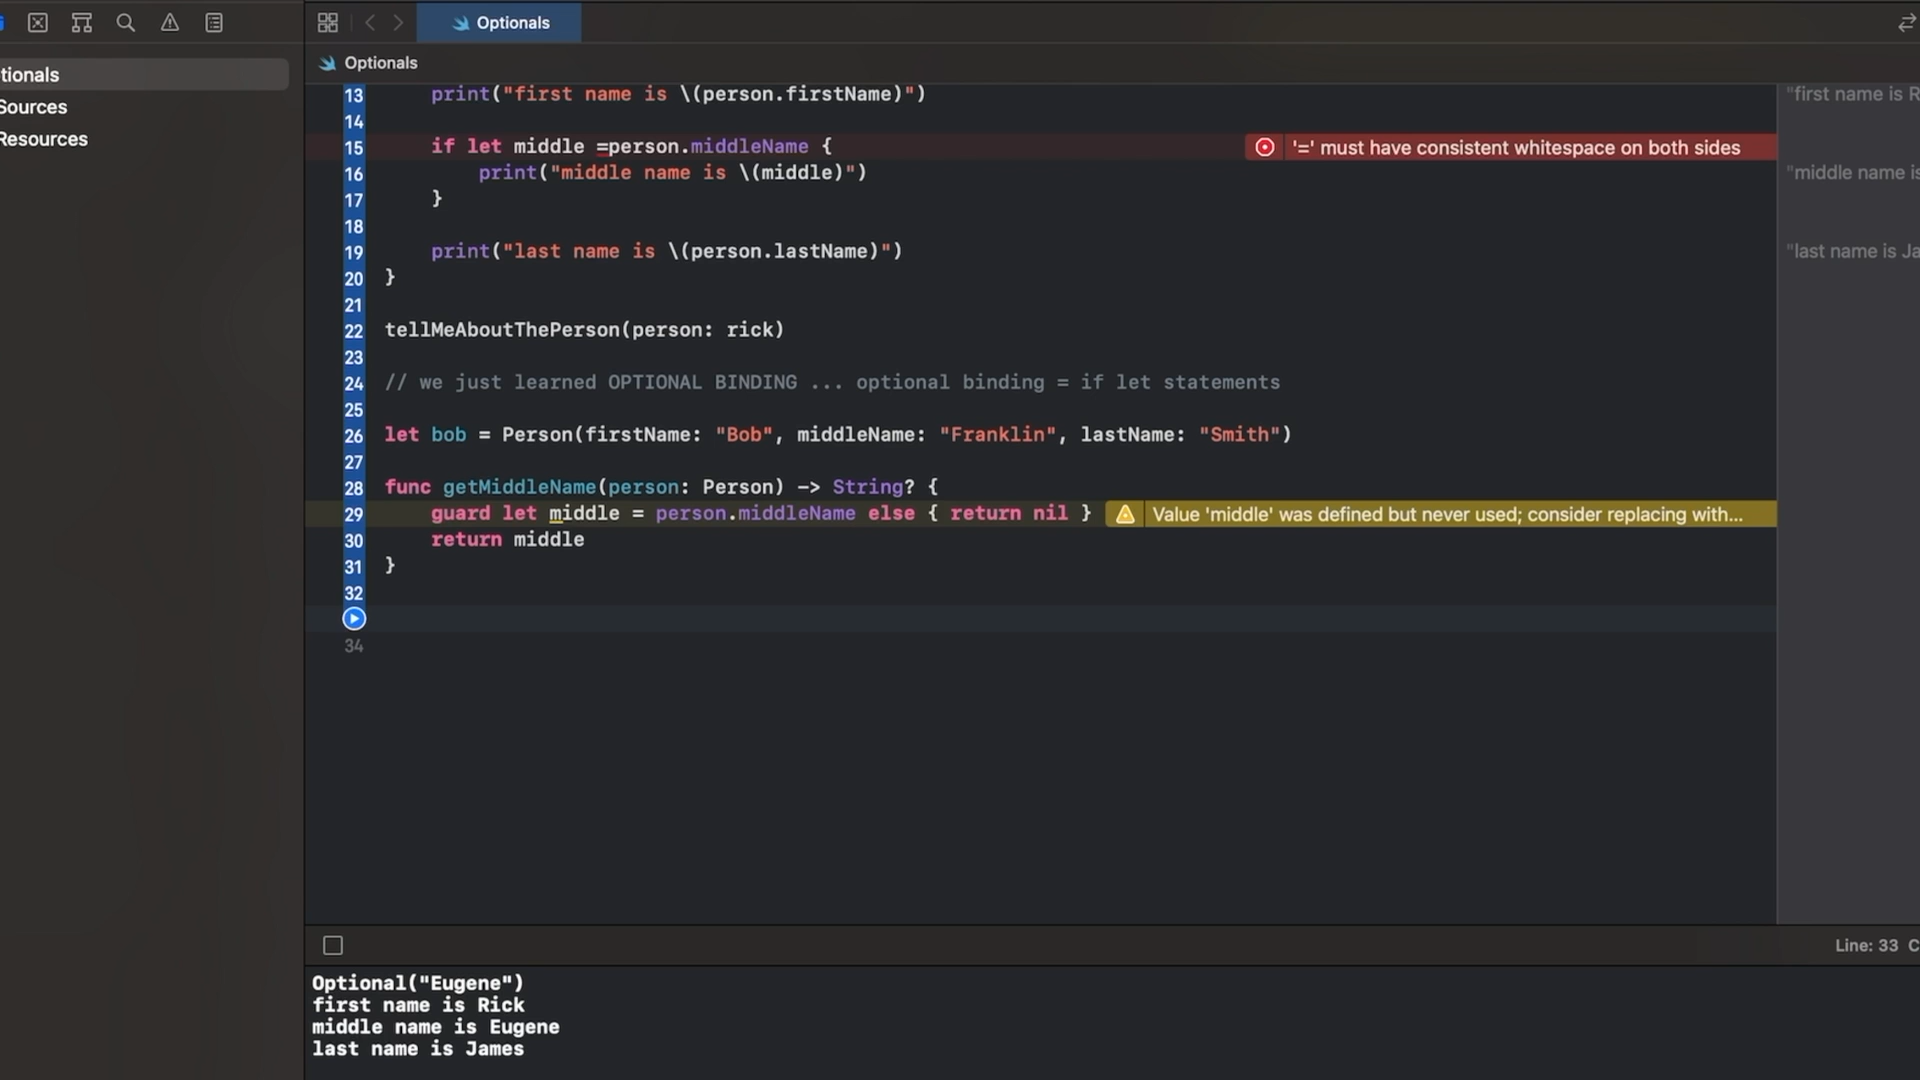 Optionals
tionals
Optionals
Sources
Resources
13 print("first name is \(person.firstName)")
"first name is R
14
15 if let middle =person.middleName {
'=' must have consistent whitespace on both sides
16 print("middle name is \(middle)")
"middle name is
17 }
18
19 print("last name is \(person.lastName)")
"last name is Ja
20 }
21
22 tellMeAboutThePerson(person: rick)
23
24 // we just learned OPTIONAL BINDING ... optional binding = if let statements
25
26 let bob = Person(firstName: "Bob", middleName: "Franklin", lastName: "Smith")
27
28 func getMiddleName(person: Person) -> String? {
29 guard let middle = person.middleName else { return nil }
Value 'middle' was defined but never used; consider replacing with...
30 return middle
31 }
32
34
Line: 33 C
Optional("Eugene")
first name is Rick
middle name is Eugene
last name is James